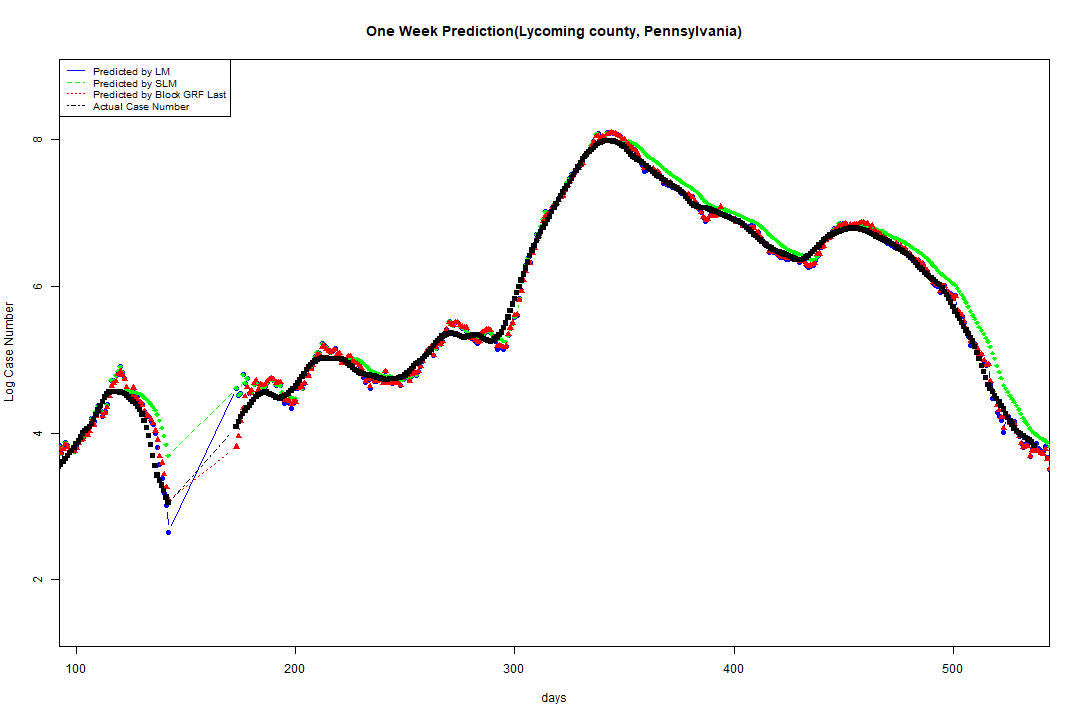 One Week Prediction(Lycoming county, Pennsylvania)
Predicted by LM
Predicted by SLM
Predicted by Block GRF Last
Actual Case Number
8
6
4
2
Log Case Number
100 200 300 400 500
days